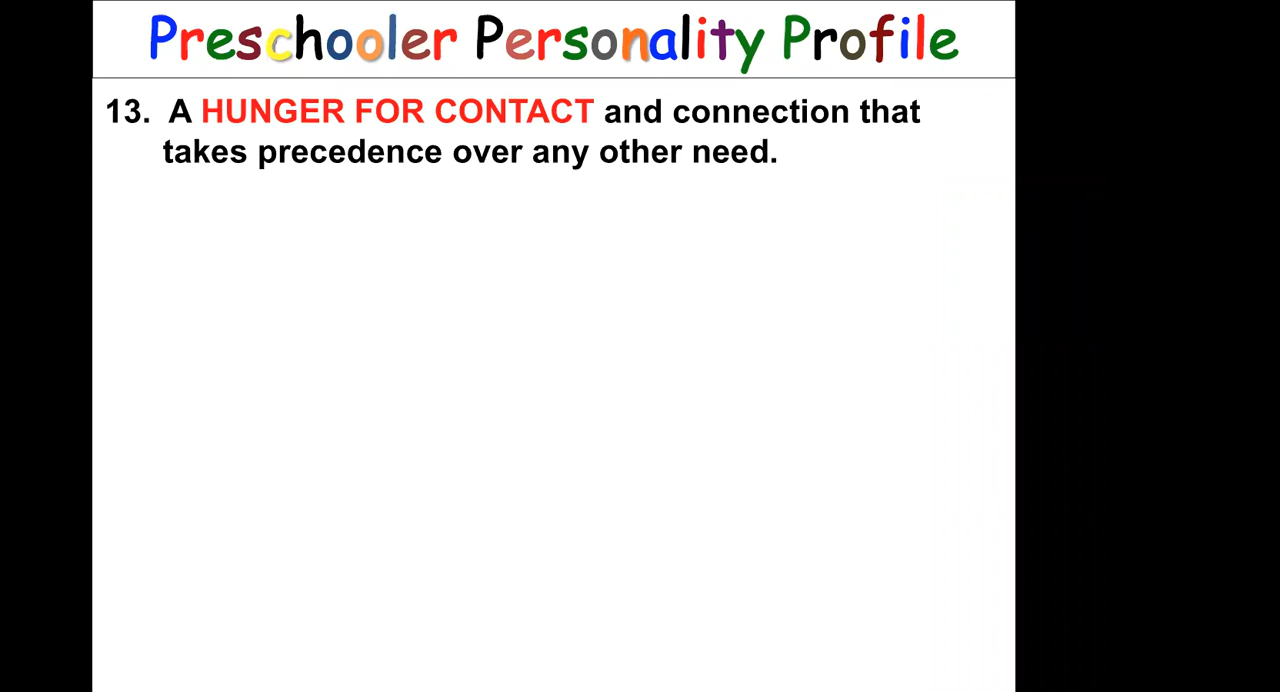 Preschooler Personality Profile
13. A HUNGER FOR CONTACT and connection that
takes precedence over any other need.